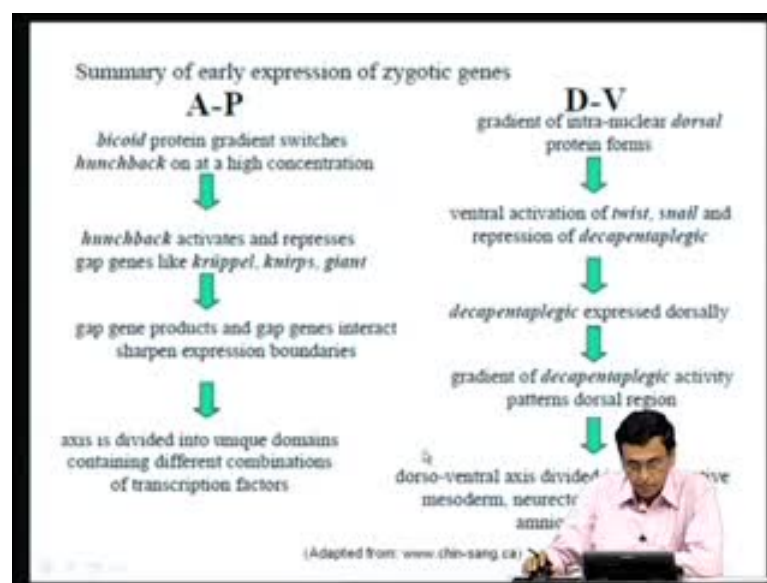 Summary of early expression of zygotic genes
A-P
bicoid protein gradient switches
hunchback on at a high concentration
hunchback activates and represses
gap genes like krüppel, knirps, giant
gap gene products and gap genes interact
sharpen expression boundaries
axis is divided into unique domains
containing different combinations
of transcription factors
D-V
gradient of intra-nuclear dorsal
protein forms
ventral activation of twist, snail and
repression of decapentaplegic
decapentaplegic expressed dorsally
gradient of decapentaplegic activity
patterns dorsal region
dorso-ventral axis divided
mesoderm,
(Adapted from: www.chin-sang.ca)